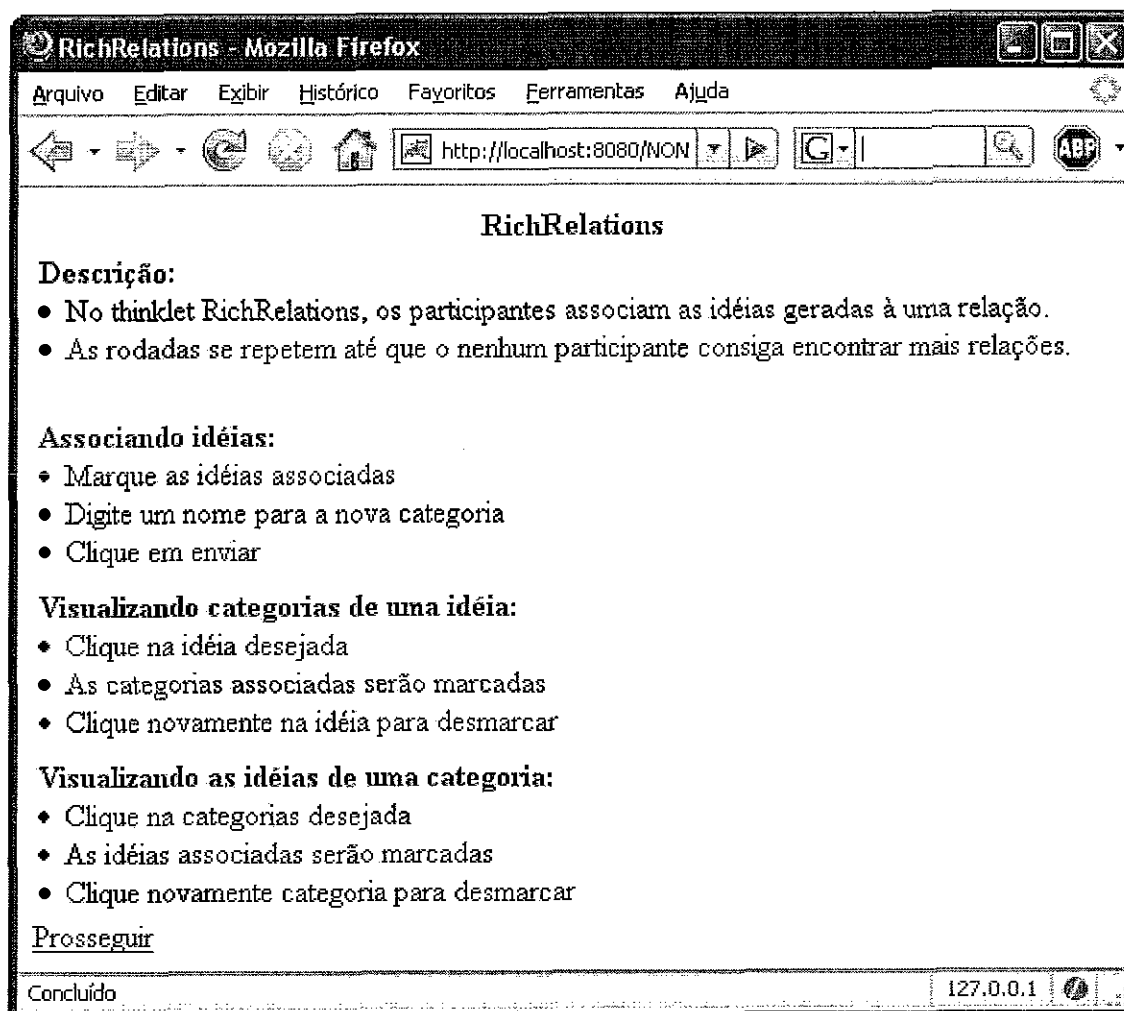 RichRelations - Mozilla Firefox
Arquivo Editar Exibir Histórico Favoritos Ferramentas Ajuda
http://localhost:8080/NON G ABP
RichRelations
Descrição:
• No thinklet RichRelations, os participantes associam as idéias geradas à uma relação.
• As rodadas se repetem até que o nenhum participante consiga encontrar mais relações.
Associando idéias:
• Marque as idéias associadas
• Digite um nome para a nova categoria
• Clique em enviar
Visualizando categorias de uma idéia:
• Clique na idéia desejada
• As categorias associadas serão marcadas
• Clique novamente na idéia para desmarcar
Visualizando as idéias de uma categoria:
• Clique na categorias desejada
• As idéias associadas serão marcadas
• Clique novamente categoria para desmarcar
Prosseguir
Concluído 127.0.0.1